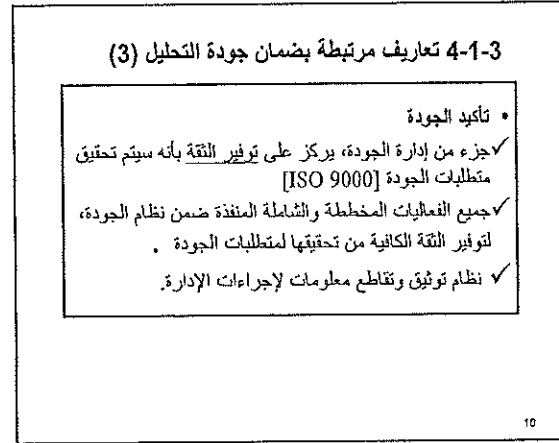 4-1-3 تعاريف مرتبطة بضمان جودة التحليل (3)
• تأكيد الجودة
✓ جزء من إدارة الجودة، يركز على توفير الثقة بأنه سيتم تحقيق
متطلبات الجودة [ISO 9000]
✓ جميع الفعاليات المخططة والشاملة المنفذة ضمن نظام الجودة،
لتوفير الثقة الكافية من تحقيقها لمتطلبات الجودة .
✓ نظام توثيق وتقاطع معلومات لإجراءات الإدارة.
10